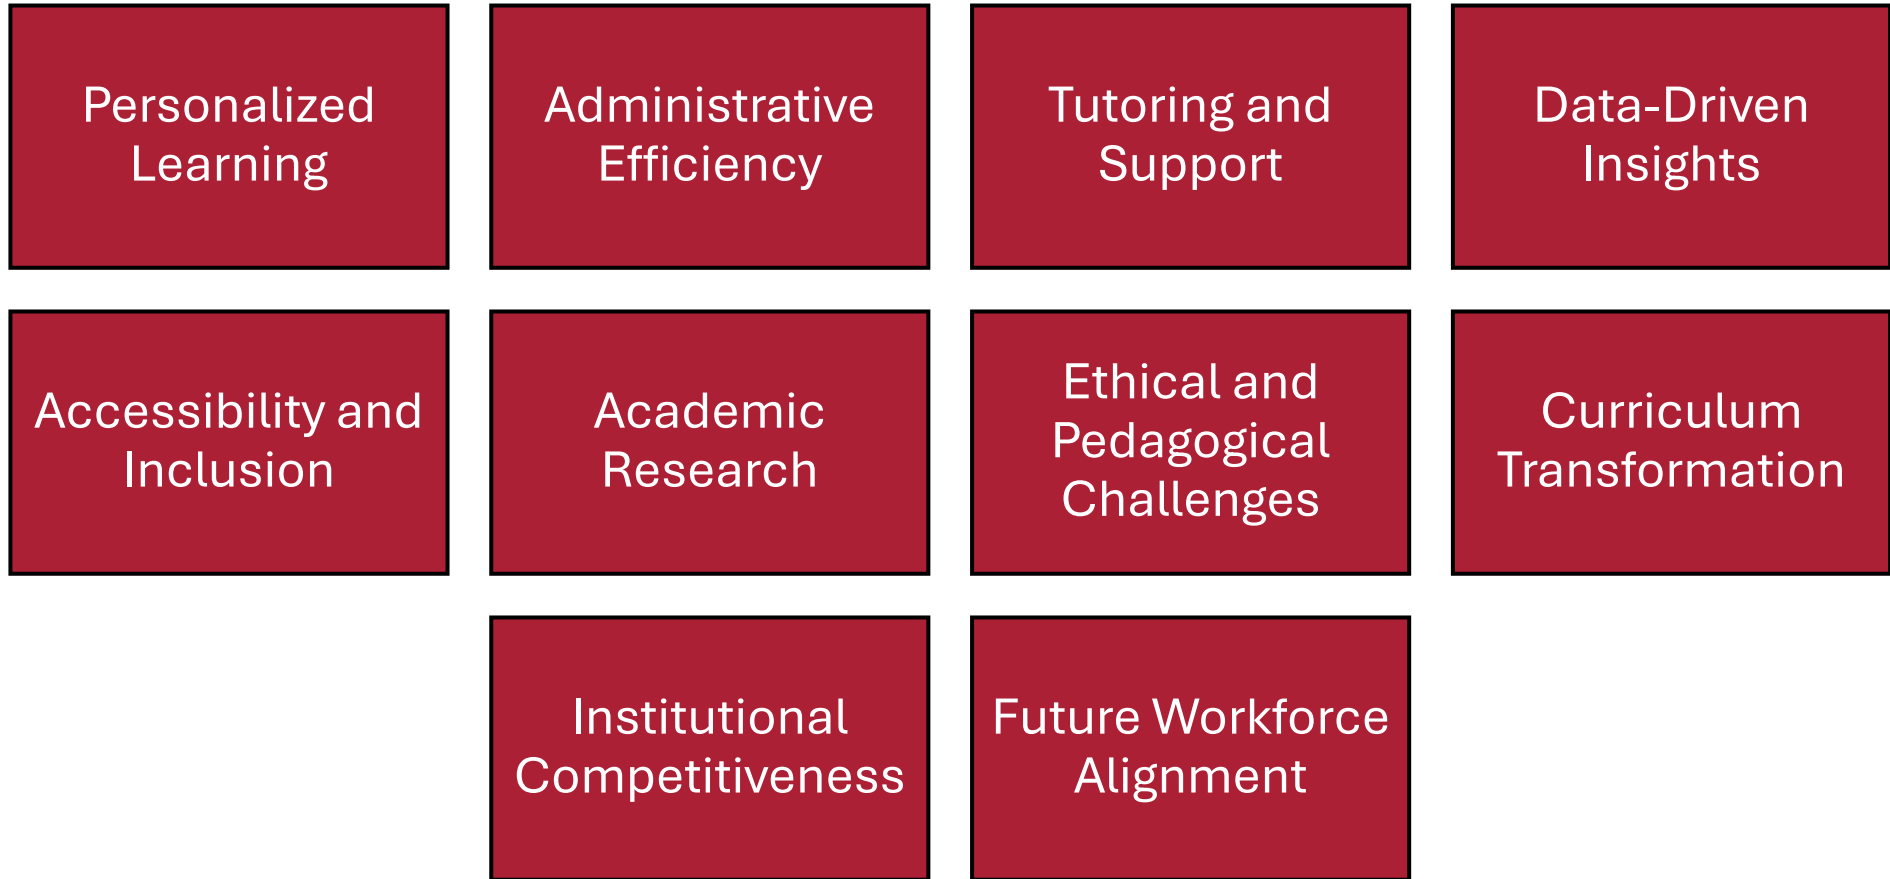 Personalized
Learning
Administrative
Efficiency
Tutoring and
Support
Data-Driven
Insights
Accessibility and
Inclusion
Academic
Research
Ethical and
Pedagogical
Challenges
Curriculum
Transformation
Institutional
Competitiveness
Future Workforce
Alignment